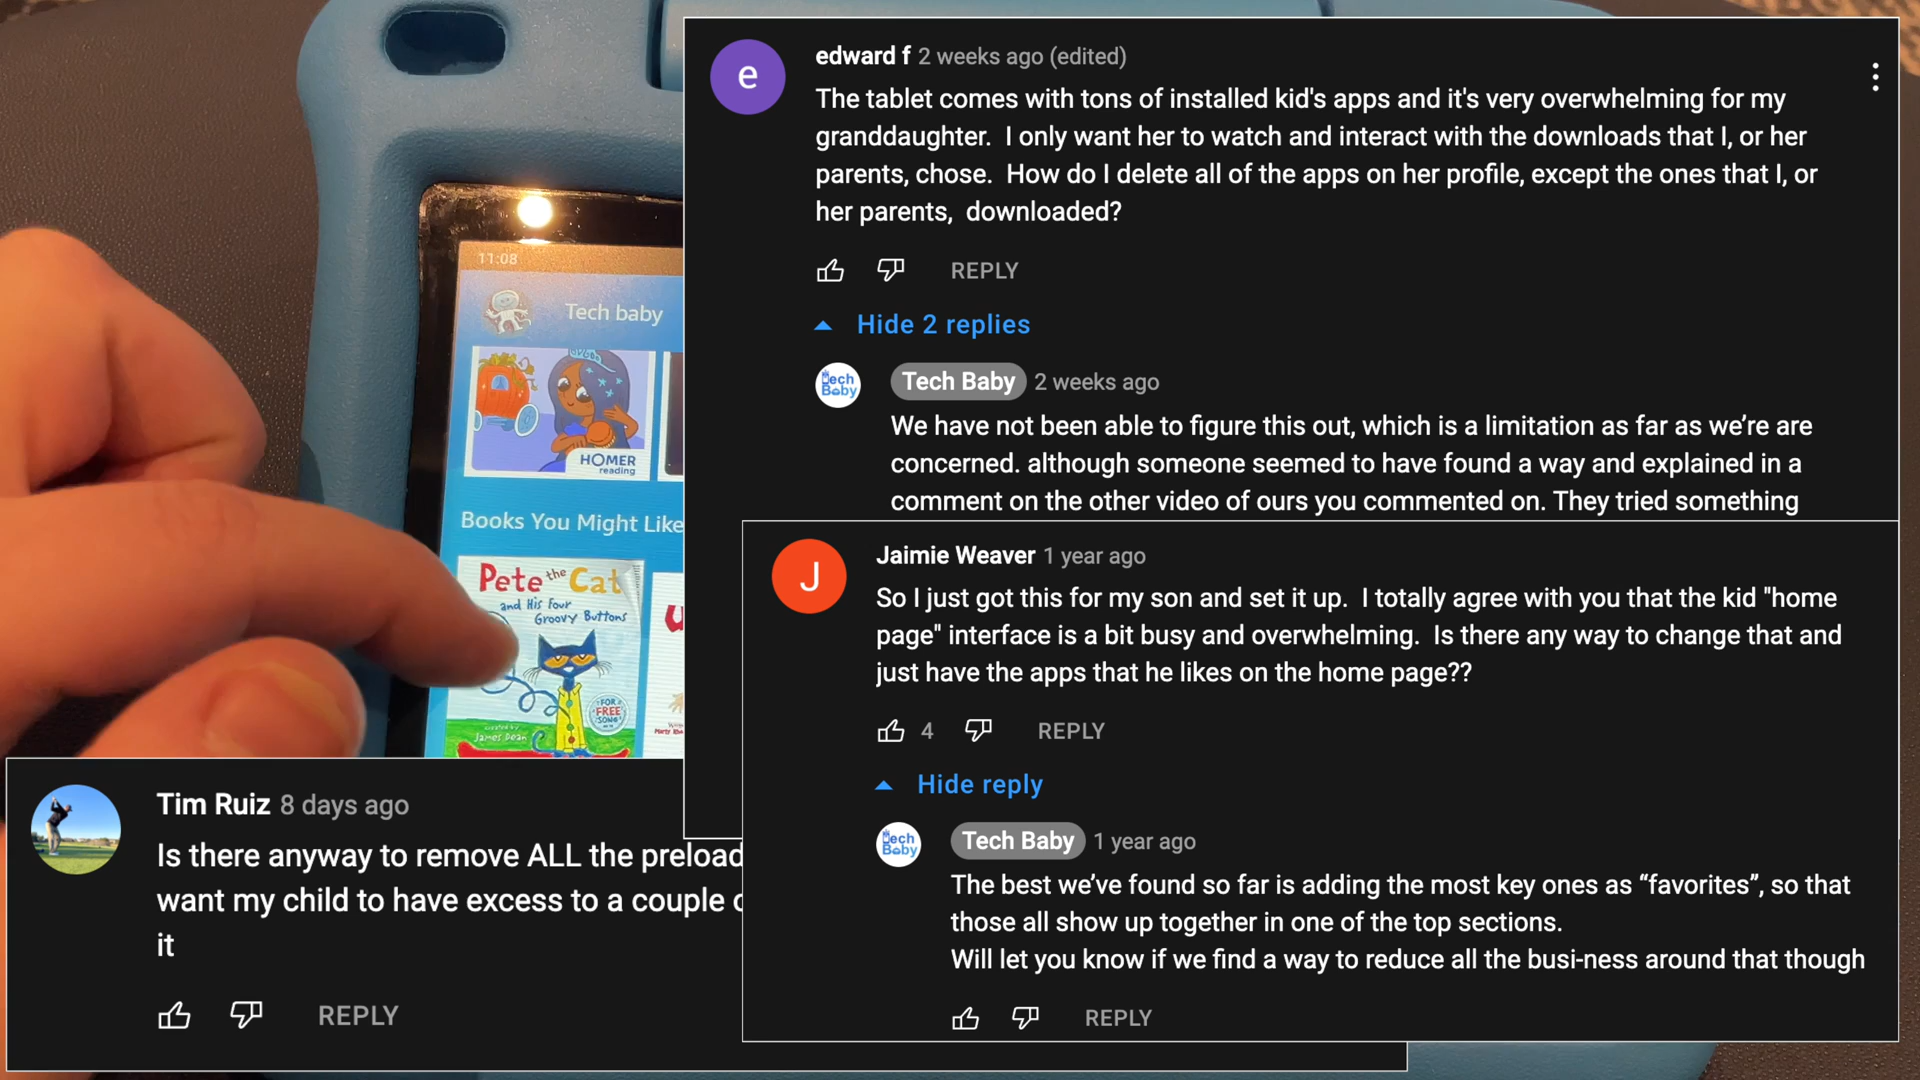 edward f 2 weeks ago (edited)
The tablet comes with tons of installed kid's apps and it's very overwhelming for my
granddaughter. I only want her to watch and interact with the downloads that I, or her
parents, chose. How do I delete all of the apps on her profile, except the ones that I, or
her parents, downloaded?
REPLY
Hide 2 replies
Tech Baby 2 weeks ago
We have not been able to figure this out, which is a limitation as far as we're are
concerned. although someone seemed to have found a way and explained in a
comment on the other video of ours you commented on. They tried something
Jaimie Weaver 1 year ago
So I just got this for my son and set it up. I totally agree with you that the kid "home
page" interface is a bit busy and overwhelming. Is there any way to change that and
just have the apps that he likes on the home page??
4 REPLY
Hide reply
Tech Baby 1 year ago
The best we've found so far is adding the most key ones as “favorites”, so that
those all show up together in one of the top sections.
Will let you know if we find a way to reduce all the busi-ness around that though
REPLY
Tim Ruiz 8 days ago
Is there anyway to remove ALL the preload
want my child to have excess to a couple
it
REPLY
11:08
Tech baby
HOMER
reading
Books You Might Like
Pete the Cat
and His Four
Groovy Buttons
FOR
FREE
SONG
created by
James Dean
e
J
Tech
Baby
Tech
Baby